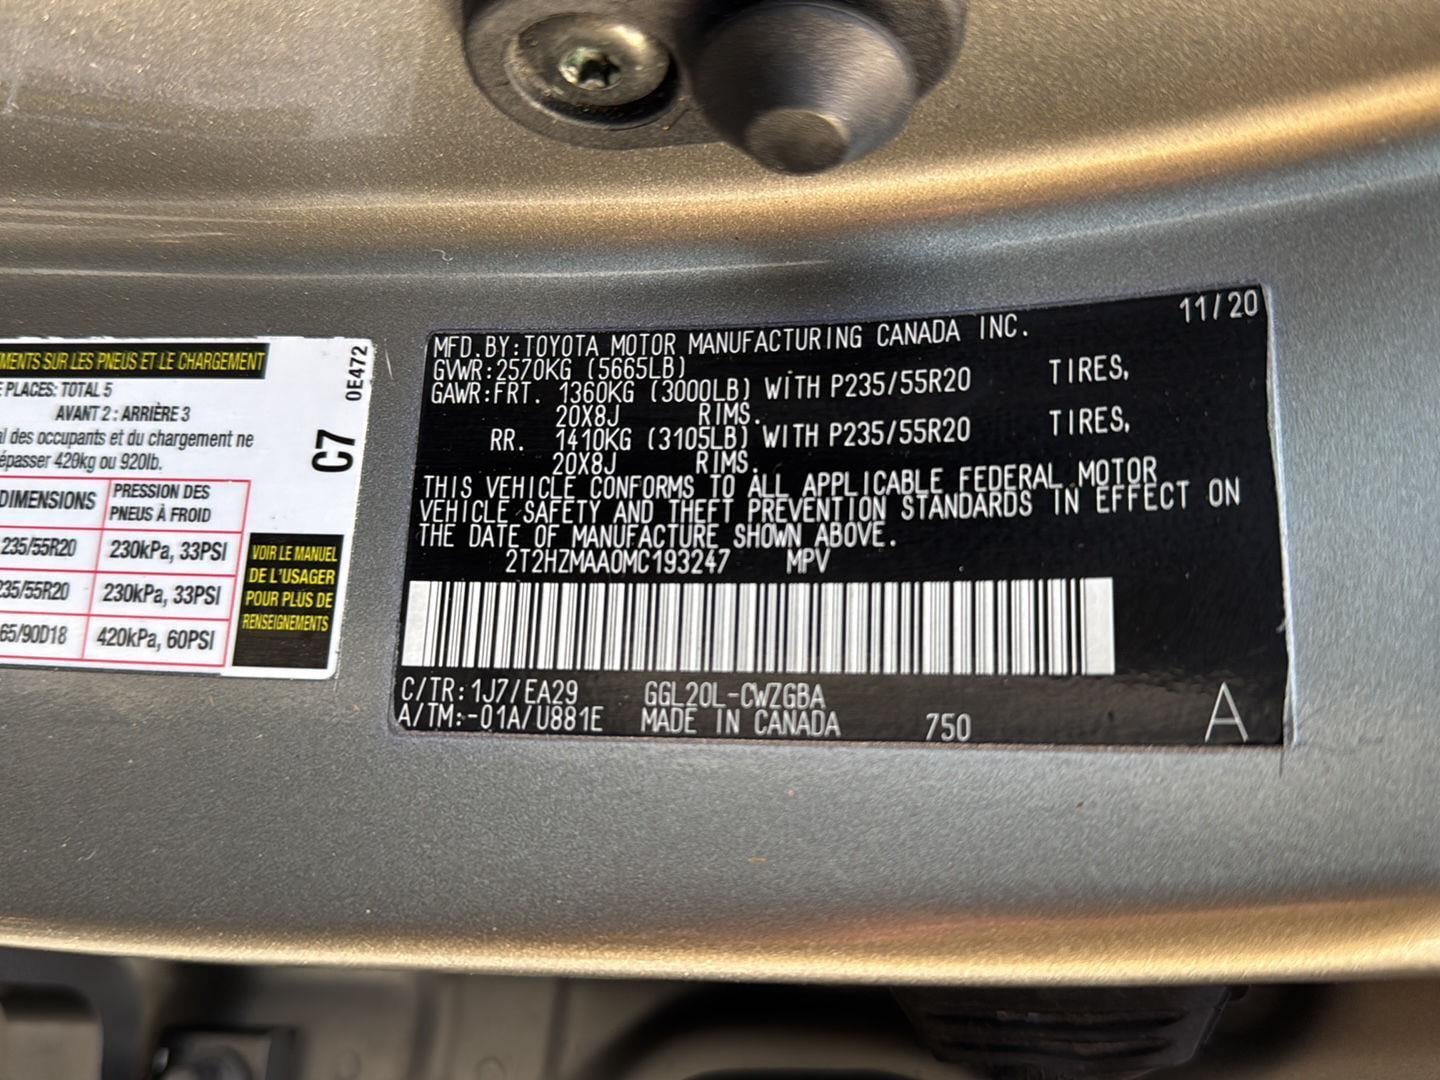 MENTS SUR LES PNEUS ET LE CHARGEMENT
PLACES: TOTAL 5
AVANT 2 : ARRIÈRE 3
al des occupants et du chargement ne
épasser 420kg ou 920lb.
DIMENSIONS PRESSION DES PNEUS À FROID
235/55R20 230kPa, 33PSI
235/55R20 230kPa, 33PSI
65/90D18 420kPa, 60PSI
0E472
C7
VOIR LE MANUEL
DE L'USAGER
POUR PLUS DE
RENSEIGNEMENTS
11/20
MFD.BY:TOYOTA MOTOR MANUFACTURING CANADA INC.
GVWR:2570KG (5665LB)
GAWR:FRT. 1360KG (3000LB) WITH P235/55R20 TIRES,
20X8J RIMS.
RR. 1410KG (3105LB) WITH P235/55R20 TIRES,
20X8J RIMS.
THIS VEHICLE CONFORMS TO ALL APPLICABLE FEDERAL MOTOR
VEHICLE SAFETY AND THEFT PREVENTION STANDARDS IN EFFECT ON
THE DATE OF MANUFACTURE SHOWN ABOVE.
2T2HZMAA0MC193247 MPV
C/TR:1J7/EA29 GGL20L-CWZGBA
A/TM:-01A/U881E MADE IN CANADA 750 A